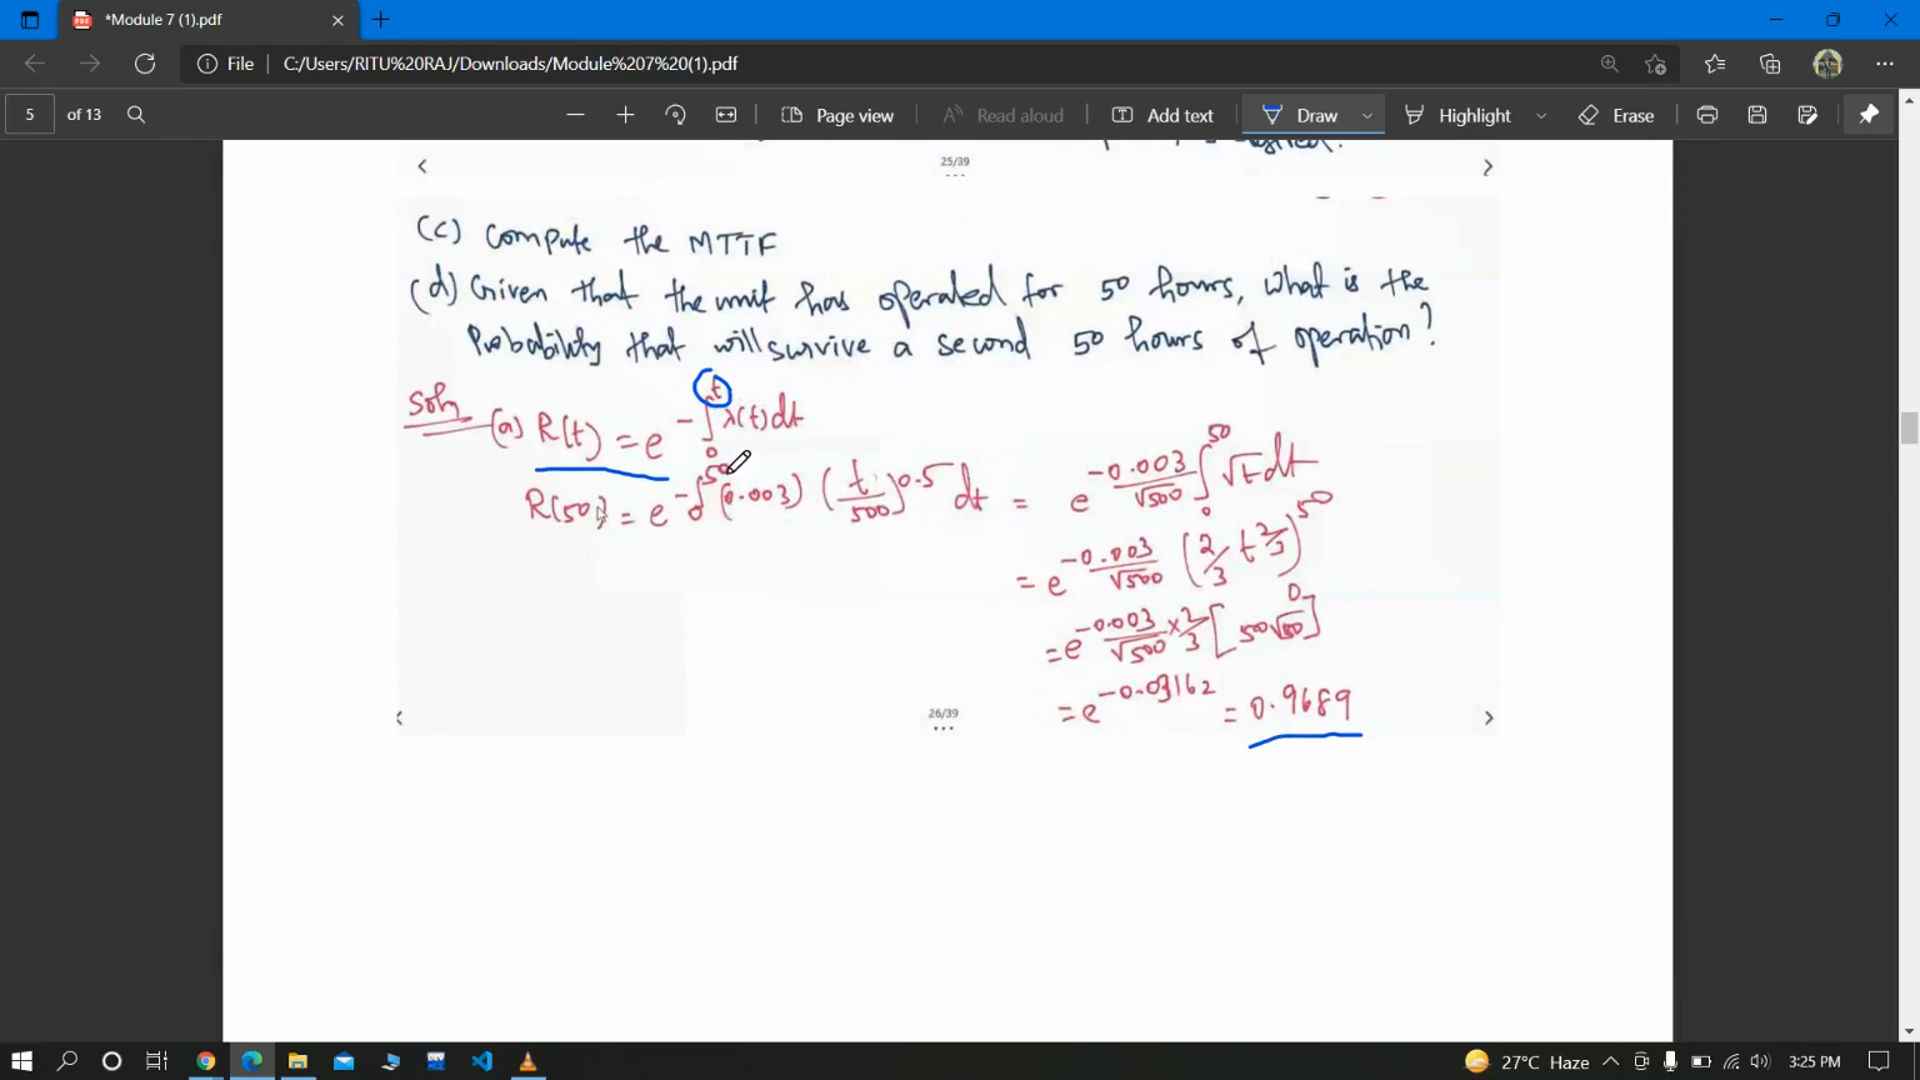 *Module 7 (1).pdf
File | C:/Users/RITU%20RAJ/Downloads/Module%207%20(1).pdf
5 of 13 Page view Read aloud Add text Draw Highlight Erase
25/39
(c) Compute the MTTF
(d) Given that the unit has operated for 50 hours, What is the
Probability that will survive a second 50 hours of operation?
Soln (a) R(t) = e^{-∫_0^t λ(t)dt}
R(50) = e^{-∫_0^{50} (0.003) (t/500)^{0.5} dt} = e^{-0.003/√500 ∫_0^{50} √t dt}
= e^{-0.003/√500 (2/3 t^{2/3})_0^{50}}
= e^{-0.003/√500 × 2/3 [50√50]}
= e^{-0.03162} = 0.9689
26/39
27°C Haze 3:25 PM